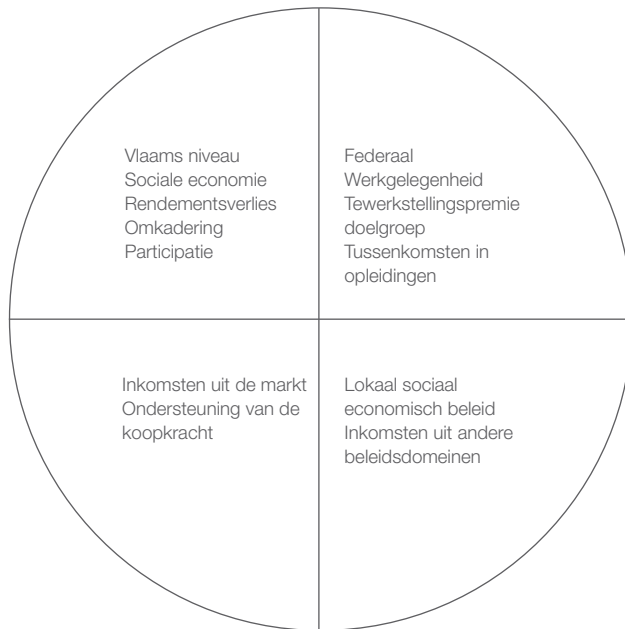 Vlaams niveau
Sociale economie
Rendementsverlies
Omkadering
Participatie
Federaal
Werkgelegenheid
Tewerkstellingspremie
doelgroep
Tussenkomsten in
opleidingen
Inkomsten uit de markt
Ondersteuning van de
koopkracht
Lokaal sociaal
economisch beleid
Inkomsten uit andere
beleidsdomeinen